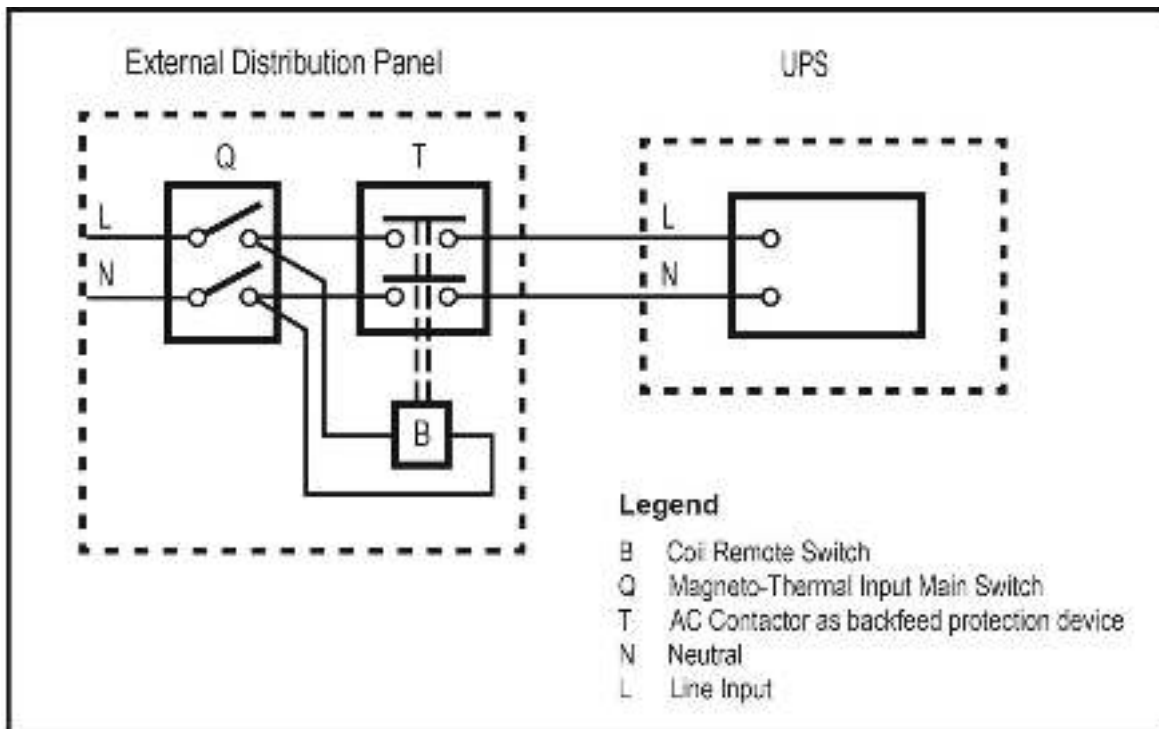 External Distribution Panel
UPS
Q
T
L
N
L
N
B
Legend
B Coil Remote Switch
Q Magneto-Thermal Input Main Switch
T AC Contactor as backfeed protection device
N Neutral
L Line Input